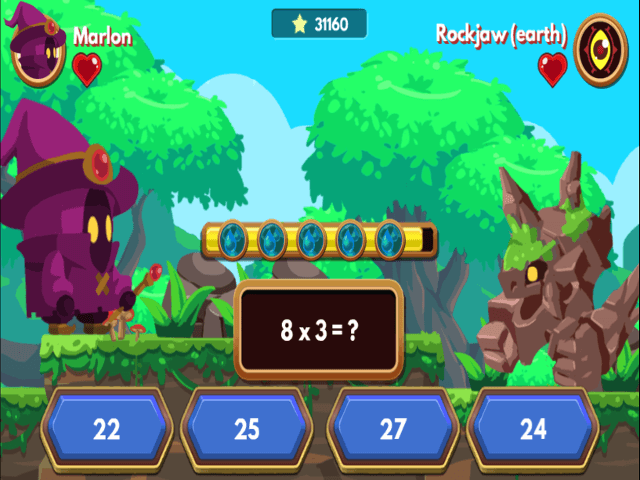 31160
Marlon
Rockjaw (earth)
8 x 3 = ?
22 25 27 24